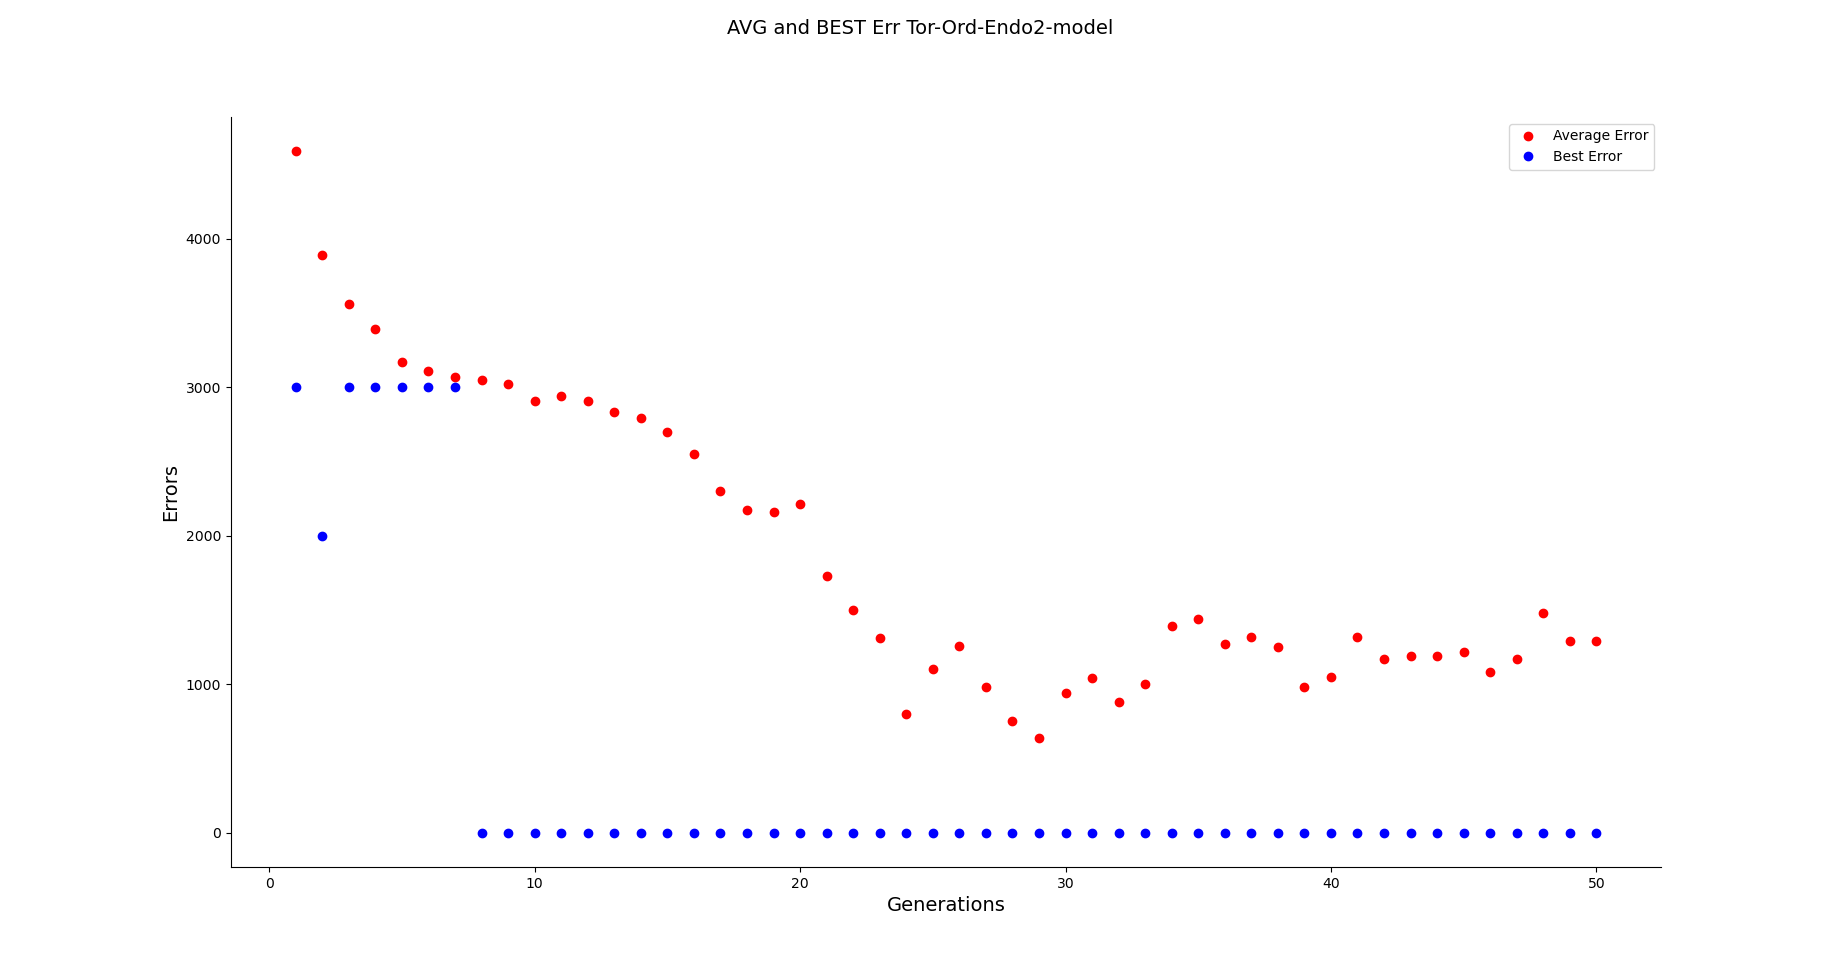 AVG and BEST Err Tor-Ord-Endo2-model
Average Error
Best Error
Errors
4000
3000
2000
1000
0
0 10 20 30 40 50
Generations